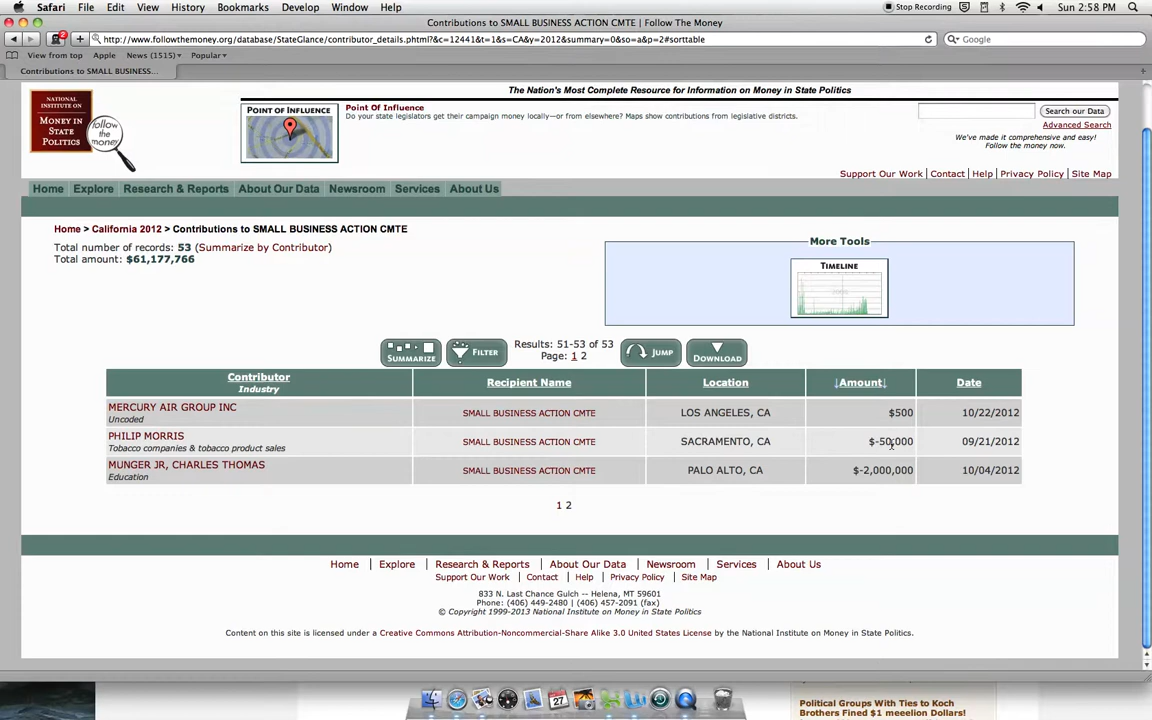 Safari File Edit View History Bookmarks Develop Window Help Stop Recording Sun 2:58 PM
Contributions to SMALL BUSINESS ACTION CMTE | Follow The Money
2 http://www.followthemoney.org/database/StateGlance/contributor_details.phtml?&c=12441&t=1&s=CA&y=2012&summary=0&so=a&p=2#sorttable Google
View from top Apple News (1515) Popular
Contributions to SMALL BUSINESS...
The Nation's Most Complete Resource for Information on Money in State Politics
NATIONAL
INSTITUTE ON
MONEY IN
STATE
POLITICS
follow
the
money
POINT OF INFLUENCE
Point Of Influence
Do your state legislators get their campaign money locally—or from elsewhere? Maps show contributions from legislative districts.
Search our Data
Advanced Search
We've made it comprehensive and easy!
Follow the money now.
Support Our Work | Contact | Help | Privacy Policy | Site Map
Home Explore Research & Reports About Our Data Newsroom Services About Us
Home > California 2012 > Contributions to SMALL BUSINESS ACTION CMTE
Total number of records: 53 (Summarize by Contributor)
Total amount: $61,177,766
More Tools
TIMELINE
SUMMARIZE FILTER Results: 51-53 of 53 JUMP DOWNLOAD
Page: 1 2
Contributor Recipient Name Location ↓Amount↓ Date
Industry
MERCURY AIR GROUP INC SMALL BUSINESS ACTION CMTE LOS ANGELES, CA $500 10/22/2012
Uncoded
PHILIP MORRIS SMALL BUSINESS ACTION CMTE SACRAMENTO, CA $-50,000 09/21/2012
Tobacco companies & tobacco product sales
MUNGER JR, CHARLES THOMAS SMALL BUSINESS ACTION CMTE PALO ALTO, CA $-2,000,000 10/04/2012
Education
1 2
Home | Explore | Research & Reports | About Our Data | Newsroom | Services | About Us
Support Our Work | Contact | Help | Privacy Policy | Site Map
833 N. Last Chance Gulch -- Helena, MT 59601
Phone: (406) 449-2480 | (406) 457-2091 (fax)
© Copyright 1999-2013 National Institute on Money in State Politics
Content on this site is licensed under a Creative Commons Attribution-Noncommercial-Share Alike 3.0 United States License by the National Institute on Money in State Politics.
27
Political Groups With Ties to Koch
Brothers Fined $1 meeelion Dollars!